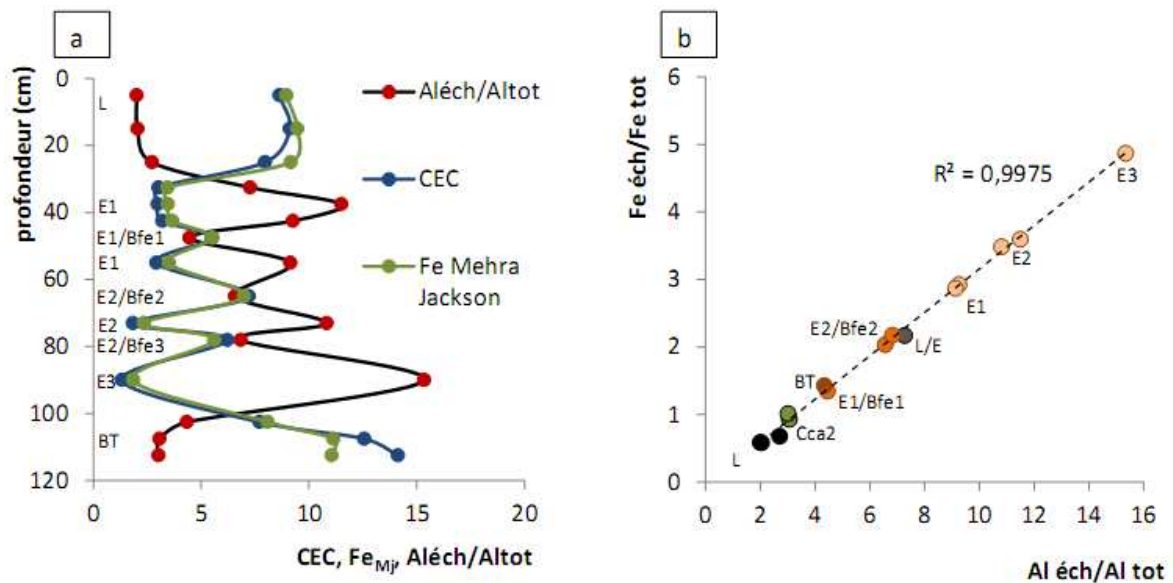 a
profondeur (cm)
0
20
40
60
80
100
120
L
E1
E1/Bfe1
E1
E2/Bfe2
E2
E2/Bfe3
E3
BT
Aléch/Altot
CEC
Fe Mehra
Jackson
0 5 10 15 20
CEC, FeMj, Aléch/Altot
b
Fe éch/Fe tot
6
5
4
3
2
1
0
R² = 0,9975
E3
E2
E1
E2/Bfe2
L/E
BT
E1/Bfe1
Cca2
L
0 2 4 6 8 10 12 14 16
Al éch/Al tot